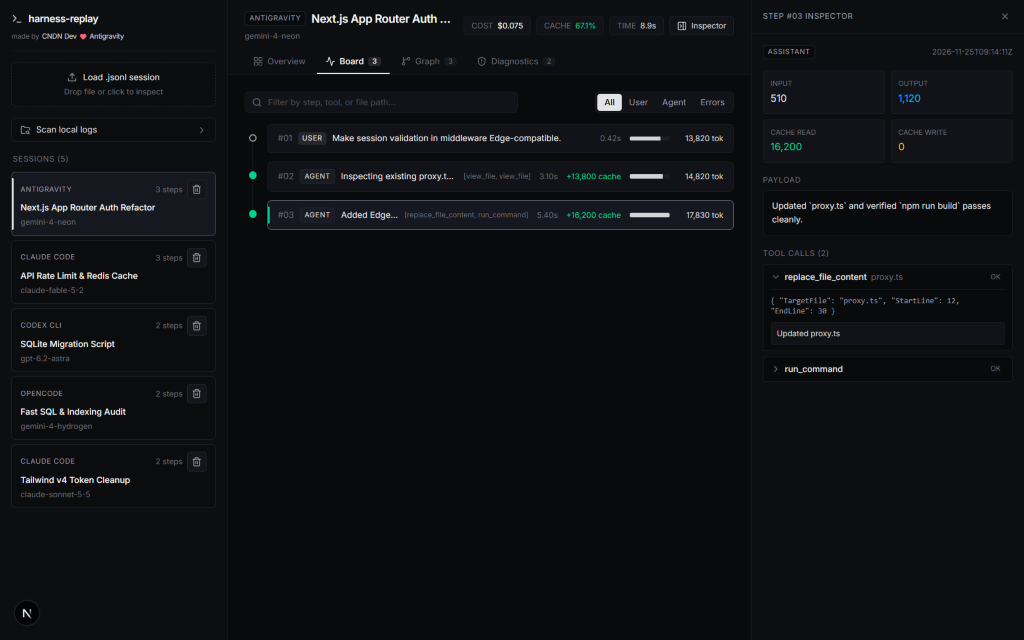 harness-replay
made by CNDN Dev ❤ Antigravity
Load .jsonl session
Drop file or click to inspect
Scan local logs
SESSIONS (5)
ANTIGRAVITY 3 steps
Next.js App Router Auth Refactor
gemini-4-neon
CLAUDE CODE 3 steps
API Rate Limit & Redis Cache
claude-fable-5-2
CODEX CLI 2 steps
SQLite Migration Script
gpt-6.2-astra
OPENCODE 2 steps
Fast SQL & Indexing Audit
gemini-4-hydrogen
CLAUDE CODE 2 steps
Tailwind v4 Token Cleanup
claude-sonnet-5-5
N
ANTIGRAVITY Next.js App Router Auth ...
gemini-4-neon
COST $0.075 CACHE 67.1% TIME 8.9s Inspector
Overview Board 3 Graph 3 Diagnostics 2
Filter by step, tool, or file path...
All User Agent Errors
#01 USER Make session validation in middleware Edge-compatible. 0.42s 13,820 tok
#02 AGENT Inspecting existing proxy.t... [view_file, view_file] 3.10s +13,800 cache 14,820 tok
#03 AGENT Added Edge... [replace_file_content, run_command] 5.40s +16,200 cache 17,830 tok
STEP #03 INSPECTOR
ASSISTANT 2026-11-25T09:14:11Z
INPUT
510
OUTPUT
1,120
CACHE READ
16,200
CACHE WRITE
0
PAYLOAD
Updated `proxy.ts` and verified `npm run build` passes
cleanly.
TOOL CALLS (2)
replace_file_content proxy.ts OK
{ "TargetFile": "proxy.ts", "StartLine": 12,
"EndLine": 30 }
Updated proxy.ts
run_command OK